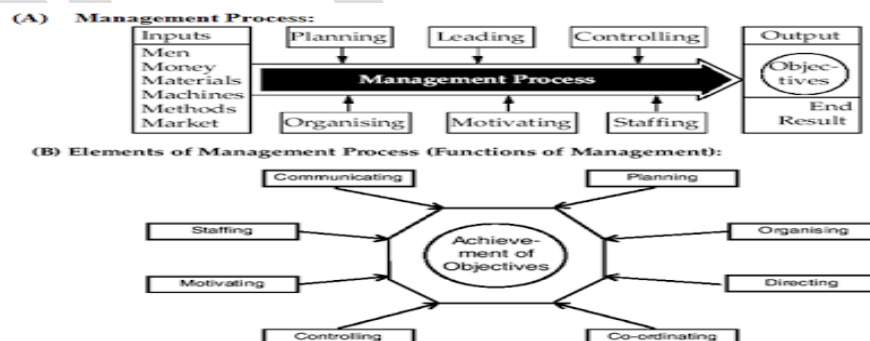 (A) Management Process:
Inputs
Men
Money
Materials
Machines
Methods
Market
Planning
Leading
Controlling
Management Process
Organising
Motivating
Staffing
Output
Objec-
tives
End
Result
(B) Elements of Management Process (Functions of Management):
Communicating
Planning
Staffing
Organising
Achieve-
ment of
Objectives
Motivating
Directing
Controlling
Co-ordinating